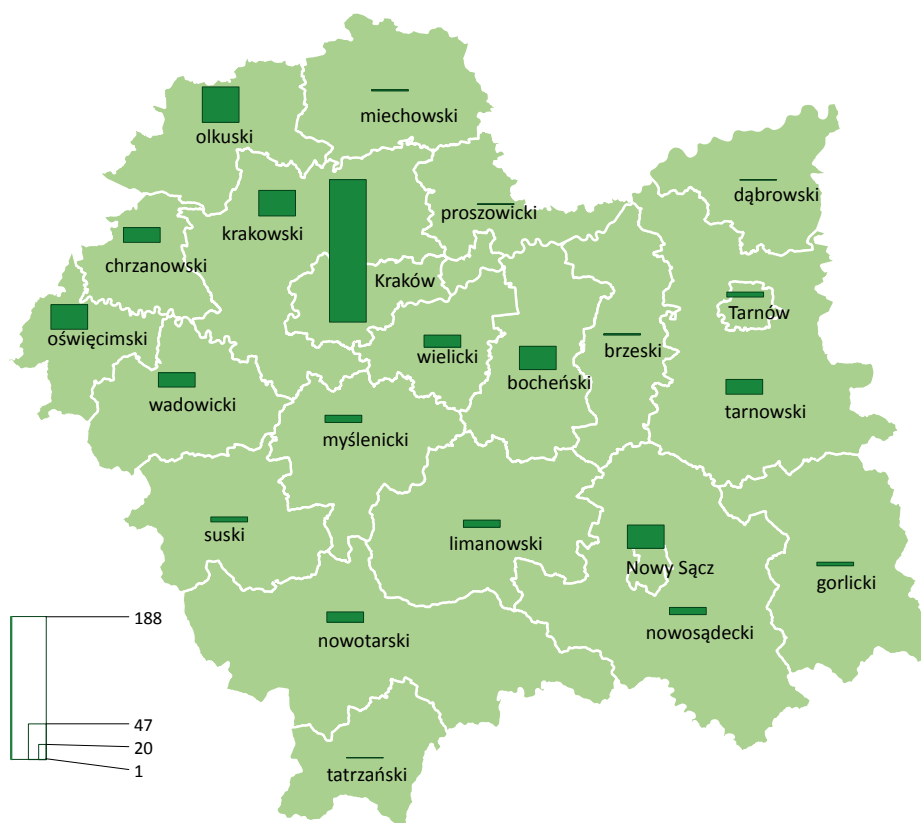 miechowski
olkuski
dąbrowski
proszowicki
krakowski
chrzanowski
Kraków
Tarnów
oświęcimski
wielicki
brzeski
bocheński
wadowicki
tarnowski
myślenicki
suski
limanowski
Nowy Sącz
gorlicki
188
nowotarski
nowosądecki
47
20
1
tatrzański